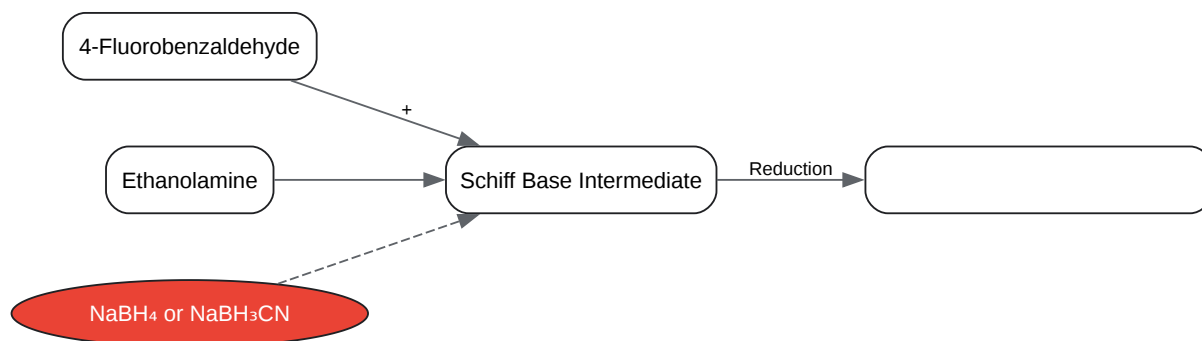 4-Fluorobenzaldehyde
+
Ethanolamine
Schiff Base Intermediate
Reduction
NaBH₄ or NaBH₃CN